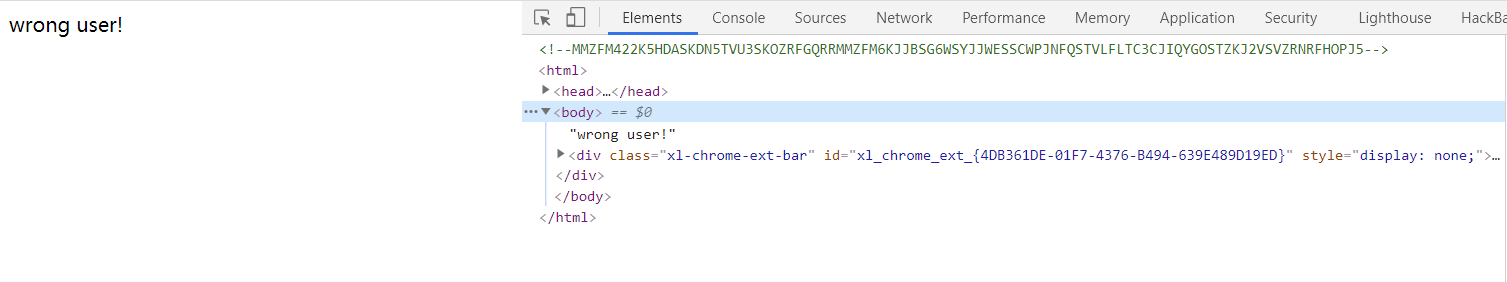 wrong user!
Elements Console Sources Network Performance Memory Application Security Lighthouse HackBa
<!--MMZFM422K5HDASKDN5TVU3SKOZRFGQRRMMZFM6KJJBSG6WSYJJWESSCWPJNFQSTVLFLTC3CJIQYGOSTZKJ2VSVZRNRFHOPJ5-->
<html>
<head>…</head>
<body> == $0
"wrong user!"
<div class="xl-chrome-ext-bar" id="xl_chrome_ext_{4DB361DE-01F7-4376-B494-639E489D19ED}" style="display: none;">…
</div>
</body>
</html>